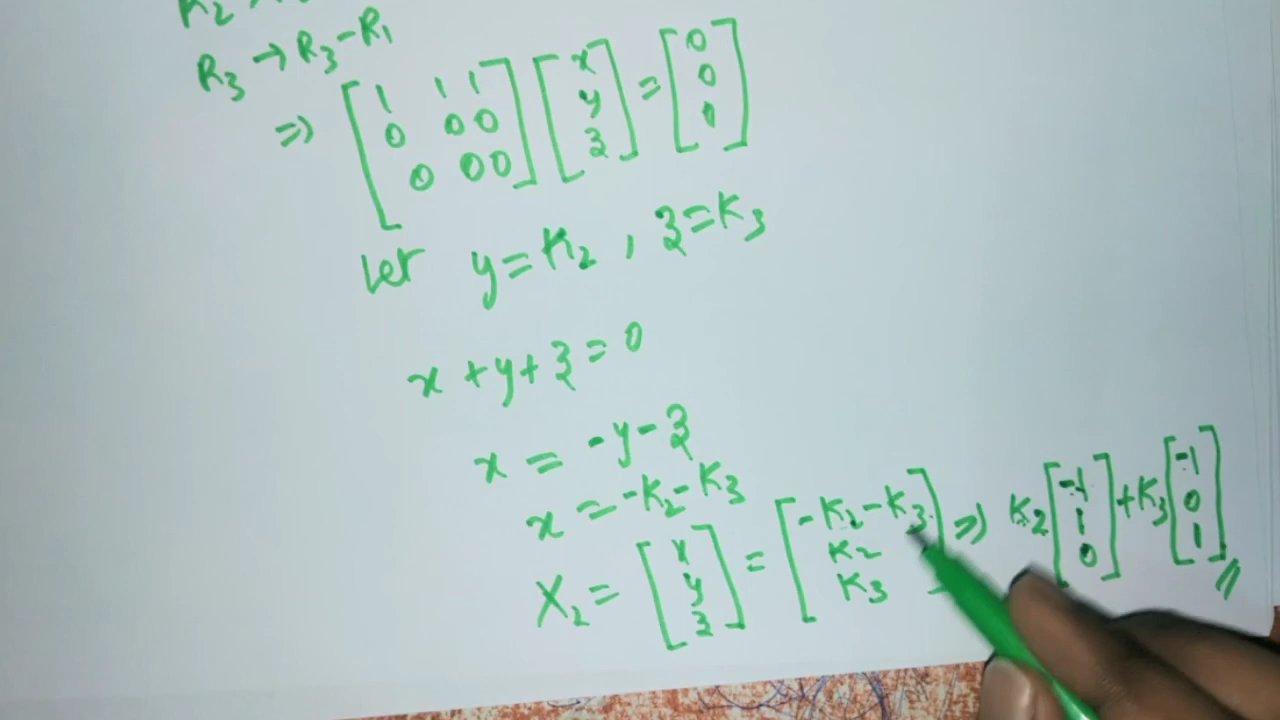 R3 → R3 - R1
⇒ [1 1 1; 0 0 0; 0 0 0] [x; y; z] = [0; 0; 0]
Let y = K2, z = K3
x + y + z = 0
x = -y - z
x = -K2 - K3
X2 = [x; y; z] = [-K2 - K3; K2; K3] ⇒ K2 [-1; 1; 0] + K3 [-1; 0; 1] //